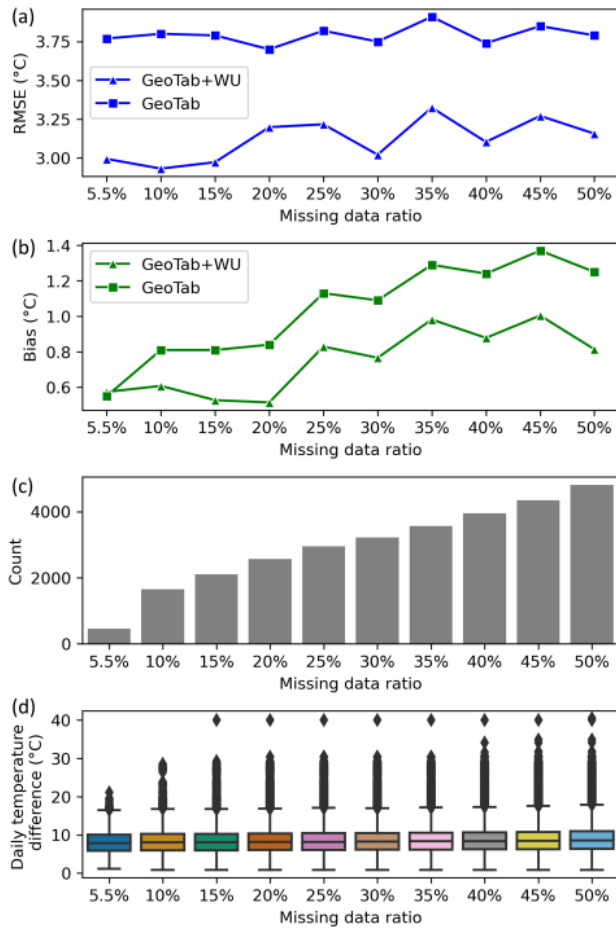 (a)
RMSE (°C)
3.75
3.50
3.25
3.00
GeoTab+WU
GeoTab
5.5% 10% 15% 20% 25% 30% 35% 40% 45% 50%
Missing data ratio
(b)
Bias (°C)
1.4
1.2
1.0
0.8
0.6
GeoTab+WU
GeoTab
5.5% 10% 15% 20% 25% 30% 35% 40% 45% 50%
Missing data ratio
(c)
Count
4000
2000
0
5.5% 10% 15% 20% 25% 30% 35% 40% 45% 50%
Missing data ratio
(d)
Daily temperature
difference (°C)
40
30
20
10
0
5.5% 10% 15% 20% 25% 30% 35% 40% 45% 50%
Missing data ratio